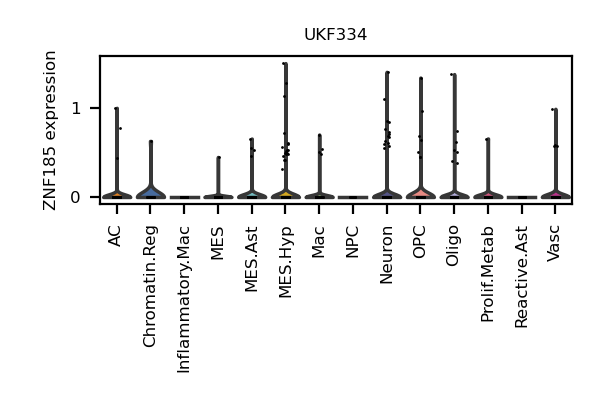 UKF334
ZNF185 expression
1
0
AC
Chromatin.Reg
Inflammatory.Mac
MES
MES.Ast
MES.Hyp
Mac
NPC
Neuron
OPC
Oligo
Prolif.Metab
Reactive.Ast
Vasc